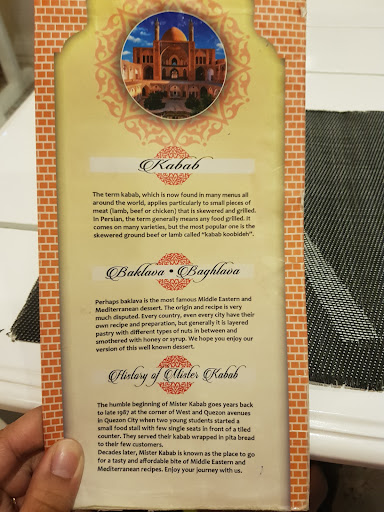 Kabab
The term kabab, which is now found in many menus all
around the world, applies particularly to small pieces of
meat (lamb, beef or chicken) that is skewered and grilled.
In Persian, the term generally means any food grilled. It
comes on many varieties, but the most popular one is the
skewered ground beef or lamb called "kabab koobideh".
Baklava • Baghlava
Perhaps baklava is the most famous Middle Eastern and
Mediterranean dessert. The origin and recipe is very
much disputed. Every country, even every city have their
own recipe and preparation, but generally it is layered
pastry with different types of nuts in between and
smothered with honey or syrup. We hope you enjoy our
version of this well known dessert.
History of Mister Kabab
The humble beginning of Mister Kabab goes years back
to late 1987 at the corner of West and Quezon avenues
in Quezon City when two young students started a
small food stall with few single seats in front of a tiled
counter. They served their kabab wrapped in pita bread
to their few customers.
Decades later, Mister Kabab is known as the place to go
for a tasty and affordable bite of Middle Eastern and
Mediterranean recipes. Enjoy your journey with us.